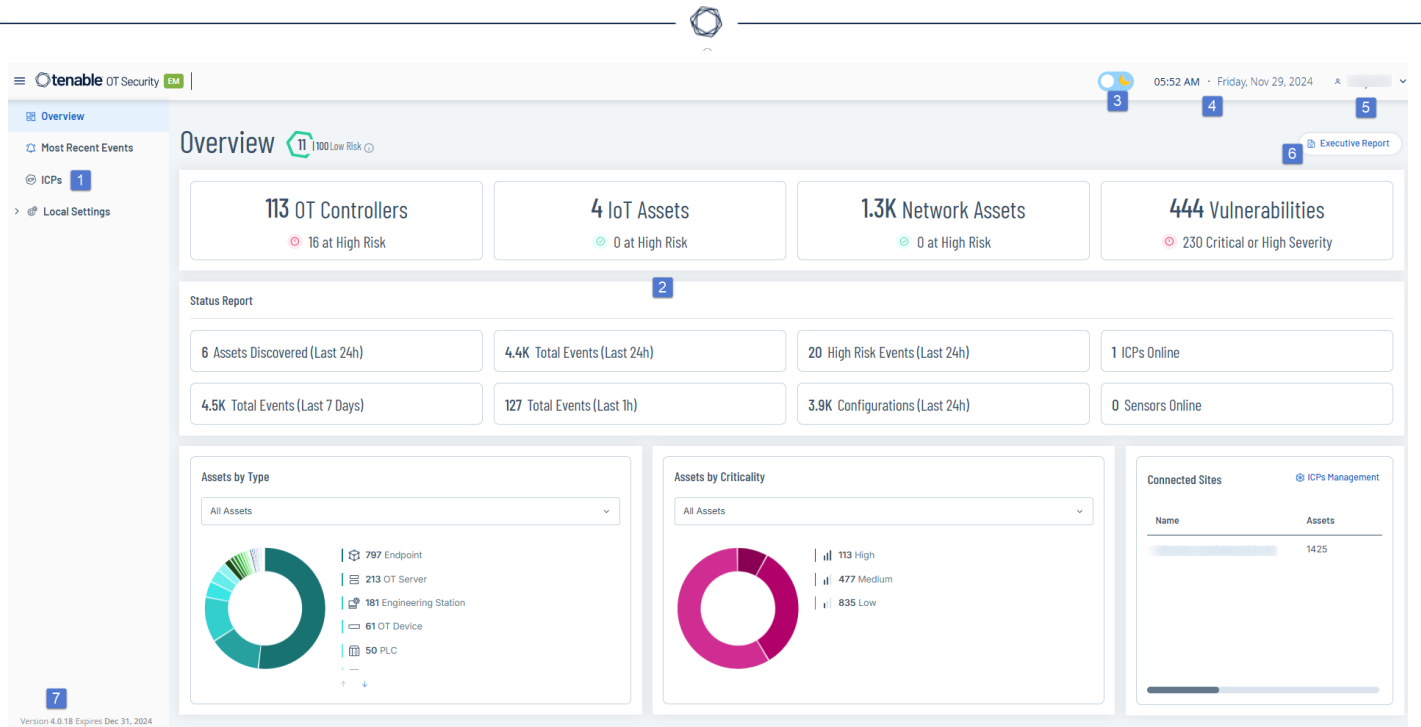 tenable OT Security EM
05:52 AM · Friday, Nov 29, 2024
3
4
5
Overview
Most Recent Events
ICPs 1
Local Settings
Overview 11 | 100 Low Risk
6 Executive Report
113 OT Controllers
16 at High Risk
4 IoT Assets
0 at High Risk
1.3K Network Assets
0 at High Risk
444 Vulnerabilities
230 Critical or High Severity
2
Status Report
6 Assets Discovered (Last 24h)
4.4K Total Events (Last 24h)
20 High Risk Events (Last 24h)
1 ICPs Online
4.5K Total Events (Last 7 Days)
127 Total Events (Last 1h)
3.9K Configurations (Last 24h)
0 Sensors Online
Assets by Type
All Assets
797 Endpoint
213 OT Server
181 Engineering Station
61 OT Device
50 PLC
Assets by Criticality
All Assets
113 High
477 Medium
835 Low
Connected Sites
ICPs Management
Name Assets
1425
7
Version 4.0.18 Expires Dec 31, 2024